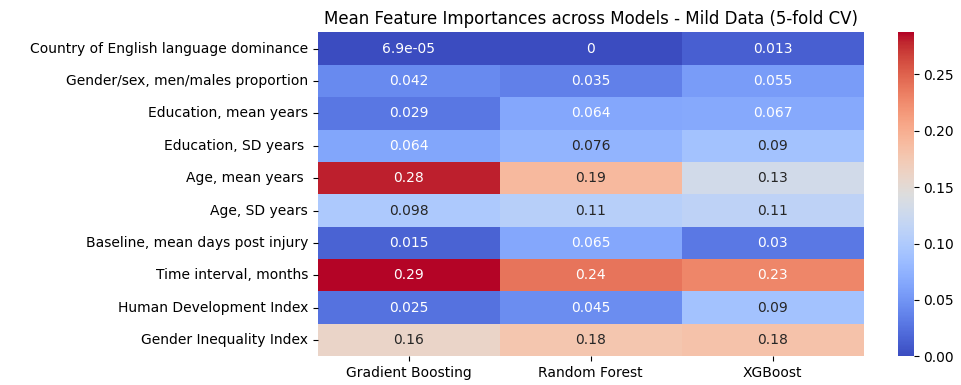 Mean Feature Importances across Models - Mild Data (5-fold CV)
Country of English language dominance 6.9e-05 0 0.013
Gender/sex, men/males proportion 0.042 0.035 0.055
Education, mean years 0.029 0.064 0.067
Education, SD years 0.064 0.076 0.09
Age, mean years 0.28 0.19 0.13
Age, SD years 0.098 0.11 0.11
Baseline, mean days post injury 0.015 0.065 0.03
Time interval, months 0.29 0.24 0.23
Human Development Index 0.025 0.045 0.09
Gender Inequality Index 0.16 0.18 0.18
Gradient Boosting Random Forest XGBoost
0.25
0.20
0.15
0.10
0.05
0.00